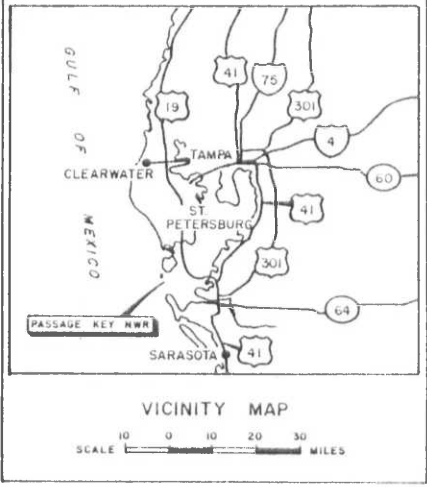 GULF OF MEXICO
41
75
301
19
4
TAMPA
CLEARWATER
60
ST. PETERSBURG
41
301
PASSAGE KEY NWR
64
SARASOTA
41
VICINITY MAP
10 0 10 20 30
SCALE MILES